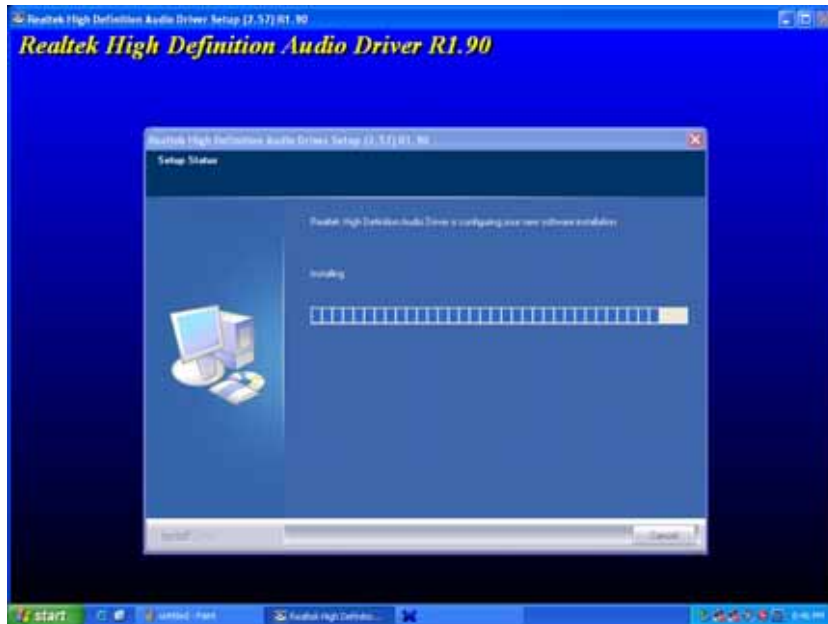 Realtek High Definition Audio Driver Setup (2.57) R1.90
Realtek High Definition Audio Driver R1.90
Realtek High Definition Audio Driver Setup (2.57) R1.90
Setup Status
Realtek High Definition Audio Driver is configuring your new software installation.
Installing
Cancel
start
untitled - Paint
Realtek High Definitio...